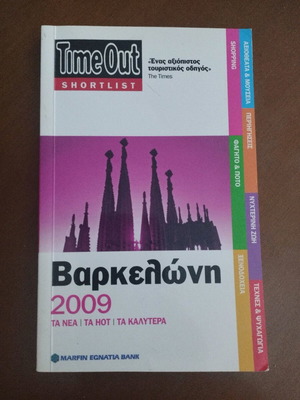 Time Out
SHORTLIST
«Ένας αξιόπιστος
τουριστικός οδηγός»
The Times
SHOPPING
ΑΞΙΟΘΕΑΤΑ & ΜΟΥΣΕΙΑ
ΠΕΡΙΗΓΗΣΕΙΣ
ΦΑΓΗΤΟ & ΠΟΤΟ
ΝΥΧΤΕΡΙΝΗ ΖΩΗ
ΞΕΝΟΔΟΧΕΙΑ
ΤΕΧΝΕΣ & ΨΥΧΑΓΩΓΙΑ
Βαρκελώνη
2009
ΤΑ ΝΕΑ | ΤΑ HOT | ΤΑ ΚΑΛΥΤΕΡΑ
MARFIN EGNATIA BANK